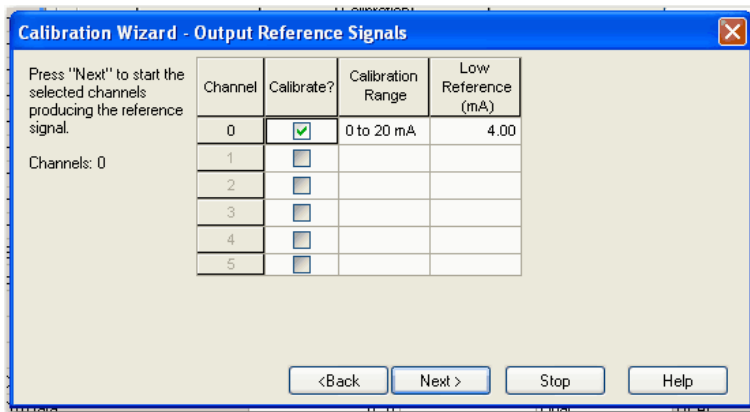 Calibration Wizard - Output Reference Signals
Press "Next" to start the
selected channels
producing the reference
signal.
Channels: 0
Channel Calibrate? Calibration Range Low Reference (mA)
0 0 to 20 mA 4.00
1
2
3
4
5
<Back Next > Stop Help